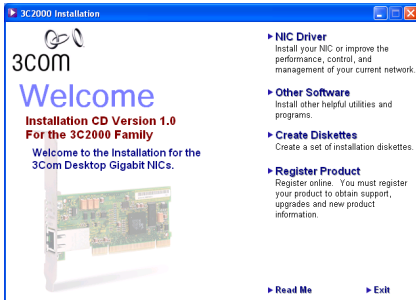 3C2000 Installation
3COM
Welcome
Installation CD Version 1.0
For the 3C2000 Family
Welcome to the Installation for the
3Com Desktop Gigabit NICs.
NIC Driver
Install your NIC or improve the
performance, control, and
management of your current network.
Other Software
Install other helpful utilities and
programs.
Create Diskettes
Create a set of installation diskettes.
Register Product
Register online. You must register
your product to obtain support,
upgrades and new product
information.
Read Me
Exit